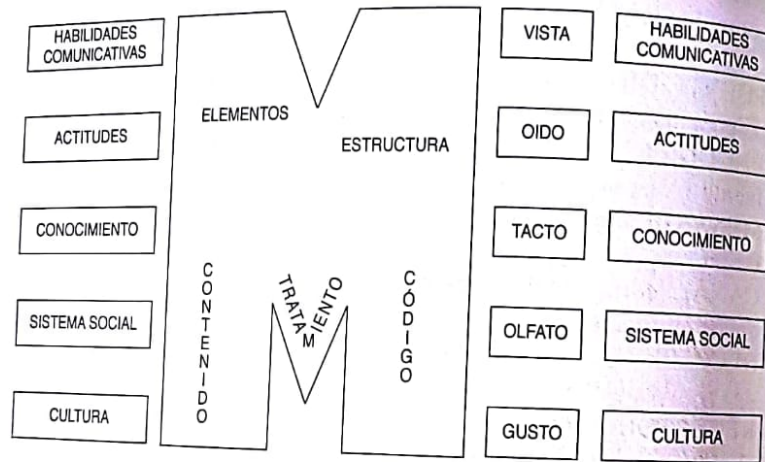 HABILIDADES
COMUNICATIVAS
ACTITUDES
CONOCIMIENTO
SISTEMA SOCIAL
CULTURA
ELEMENTOS
ESTRUCTURA
CONTENIDO
TRATAMIENTO
CÓDIGO
VISTA
OIDO
TACTO
OLFATO
GUSTO
HABILIDADES
COMUNICATIVAS
ACTITUDES
CONOCIMIENTO
SISTEMA SOCIAL
CULTURA